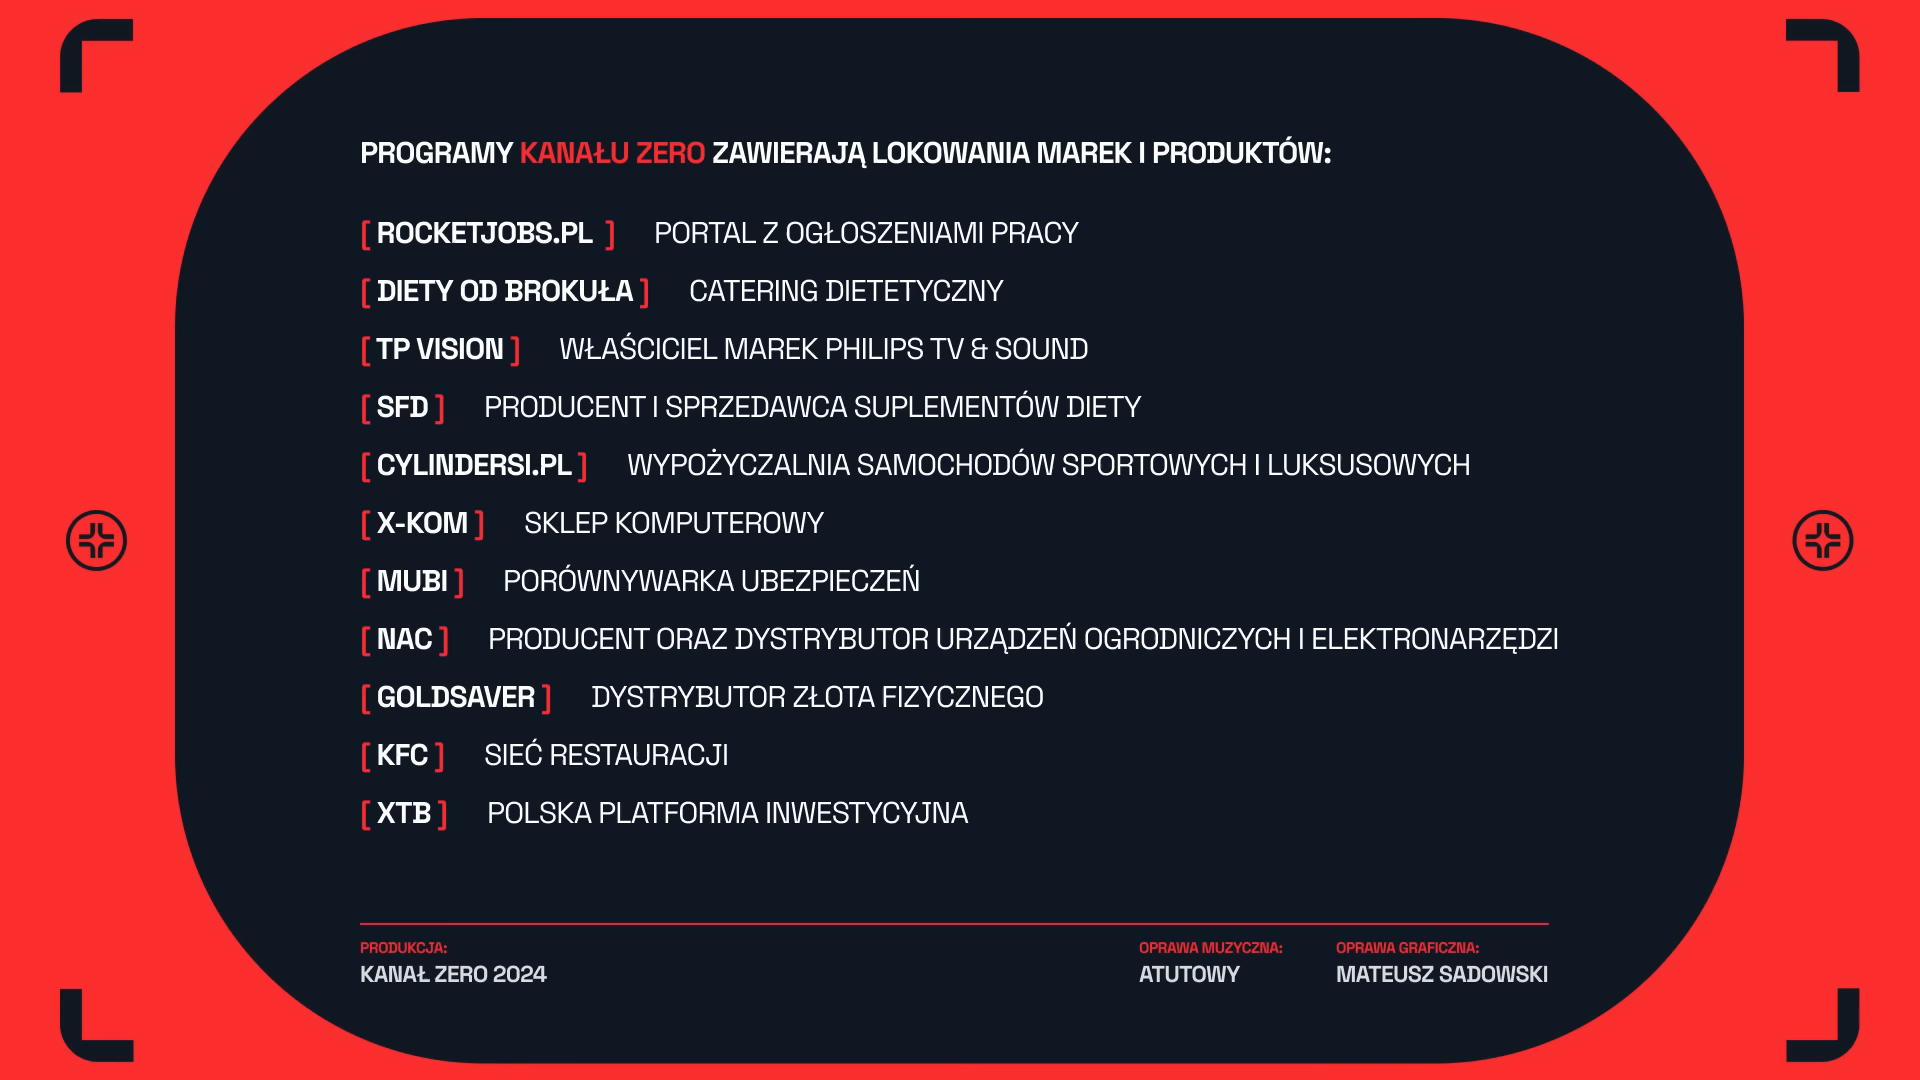 PROGRAMY KANAŁU ZERO ZAWIERAJĄ LOKOWANIA MAREK I PRODUKTÓW:
[ ROCKETJOBS.PL ] PORTAL Z OGŁOSZENIAMI PRACY
[ DIETY OD BROKUŁA ] CATERING DIETETYCZNY
[ TP VISION ] WŁAŚCICIEL MAREK PHILIPS TV & SOUND
[ SFD ] PRODUCENT I SPRZEDAWCA SUPLEMENTÓW DIETY
[ CYLINDERSI.PL ] WYPOŻYCZALNIA SAMOCHODÓW SPORTOWYCH I LUKSUSOWYCH
[ X-KOM ] SKLEP KOMPUTEROWY
[ MUBI ] PORÓWNYWARKA UBEZPIECZEŃ
[ NAC ] PRODUCENT ORAZ DYSTRYBUTOR URZĄDZEŃ OGRODNICZYCH I ELEKTRONARZĘDZI
[ GOLDSAVER ] DYSTRYBUTOR ZŁOTA FIZYCZNEGO
[ KFC ] SIEĆ RESTAURACJI
[ XTB ] POLSKA PLATFORMA INWESTYCYJNA
PRODUKCJA:
KANAŁ ZERO 2024
OPRAWA MUZYCZNA:
ATUTOWY
OPRAWA GRAFICZNA:
MATEUSZ SADOWSKI